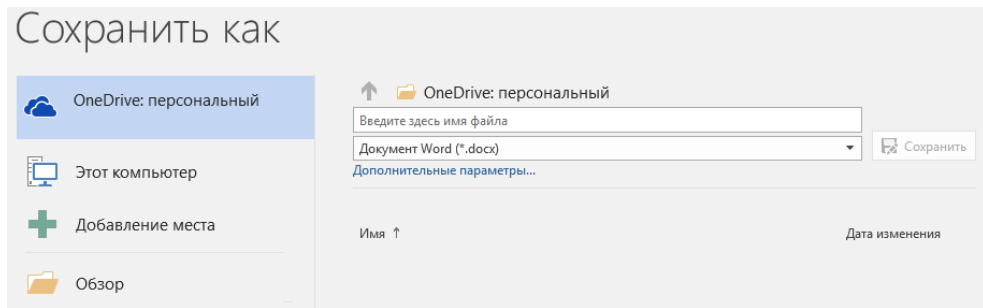 Сохранить как
OneDrive: персональный
Этот компьютер
Добавление места
Обзор
OneDrive: персональный
Введите здесь имя файла
Документ Word (*.docx)
Сохранить
Дополнительные параметры...
Имя ↑
Дата изменения